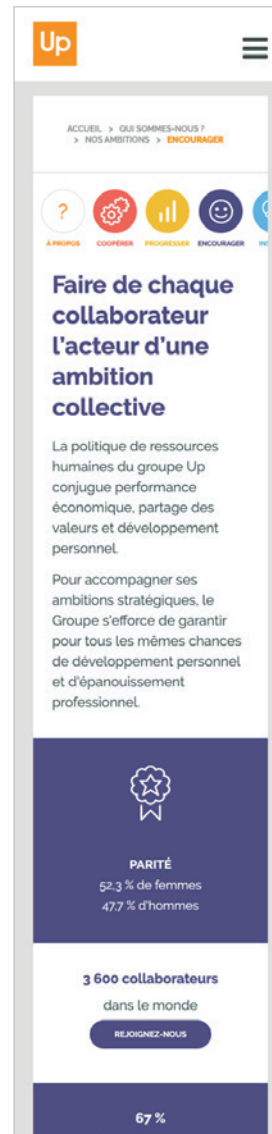 Up
ACCUEIL > QUI SOMMES-NOUS ?
> NOS AMBITIONS > ENCOURAGER
?
À PROPOS COOPÉRER PROGRESSER ENCOURAGER INS
Faire de chaque
collaborateur
l'acteur d'une
ambition
collective
La politique de ressources
humaines du groupe Up
conjugue performance
économique, partage des
valeurs et développement
personnel.
Pour accompagner ses
ambitions stratégiques, le
Groupe s'efforce de garantir
pour tous les mêmes chances
de développement personnel
et d'épanouissement
professionnel.
PARITÉ
52,3 % de femmes
47,7 % d'hommes
3 600 collaborateurs
dans le monde
REJOIGNEZ-NOUS
67 %